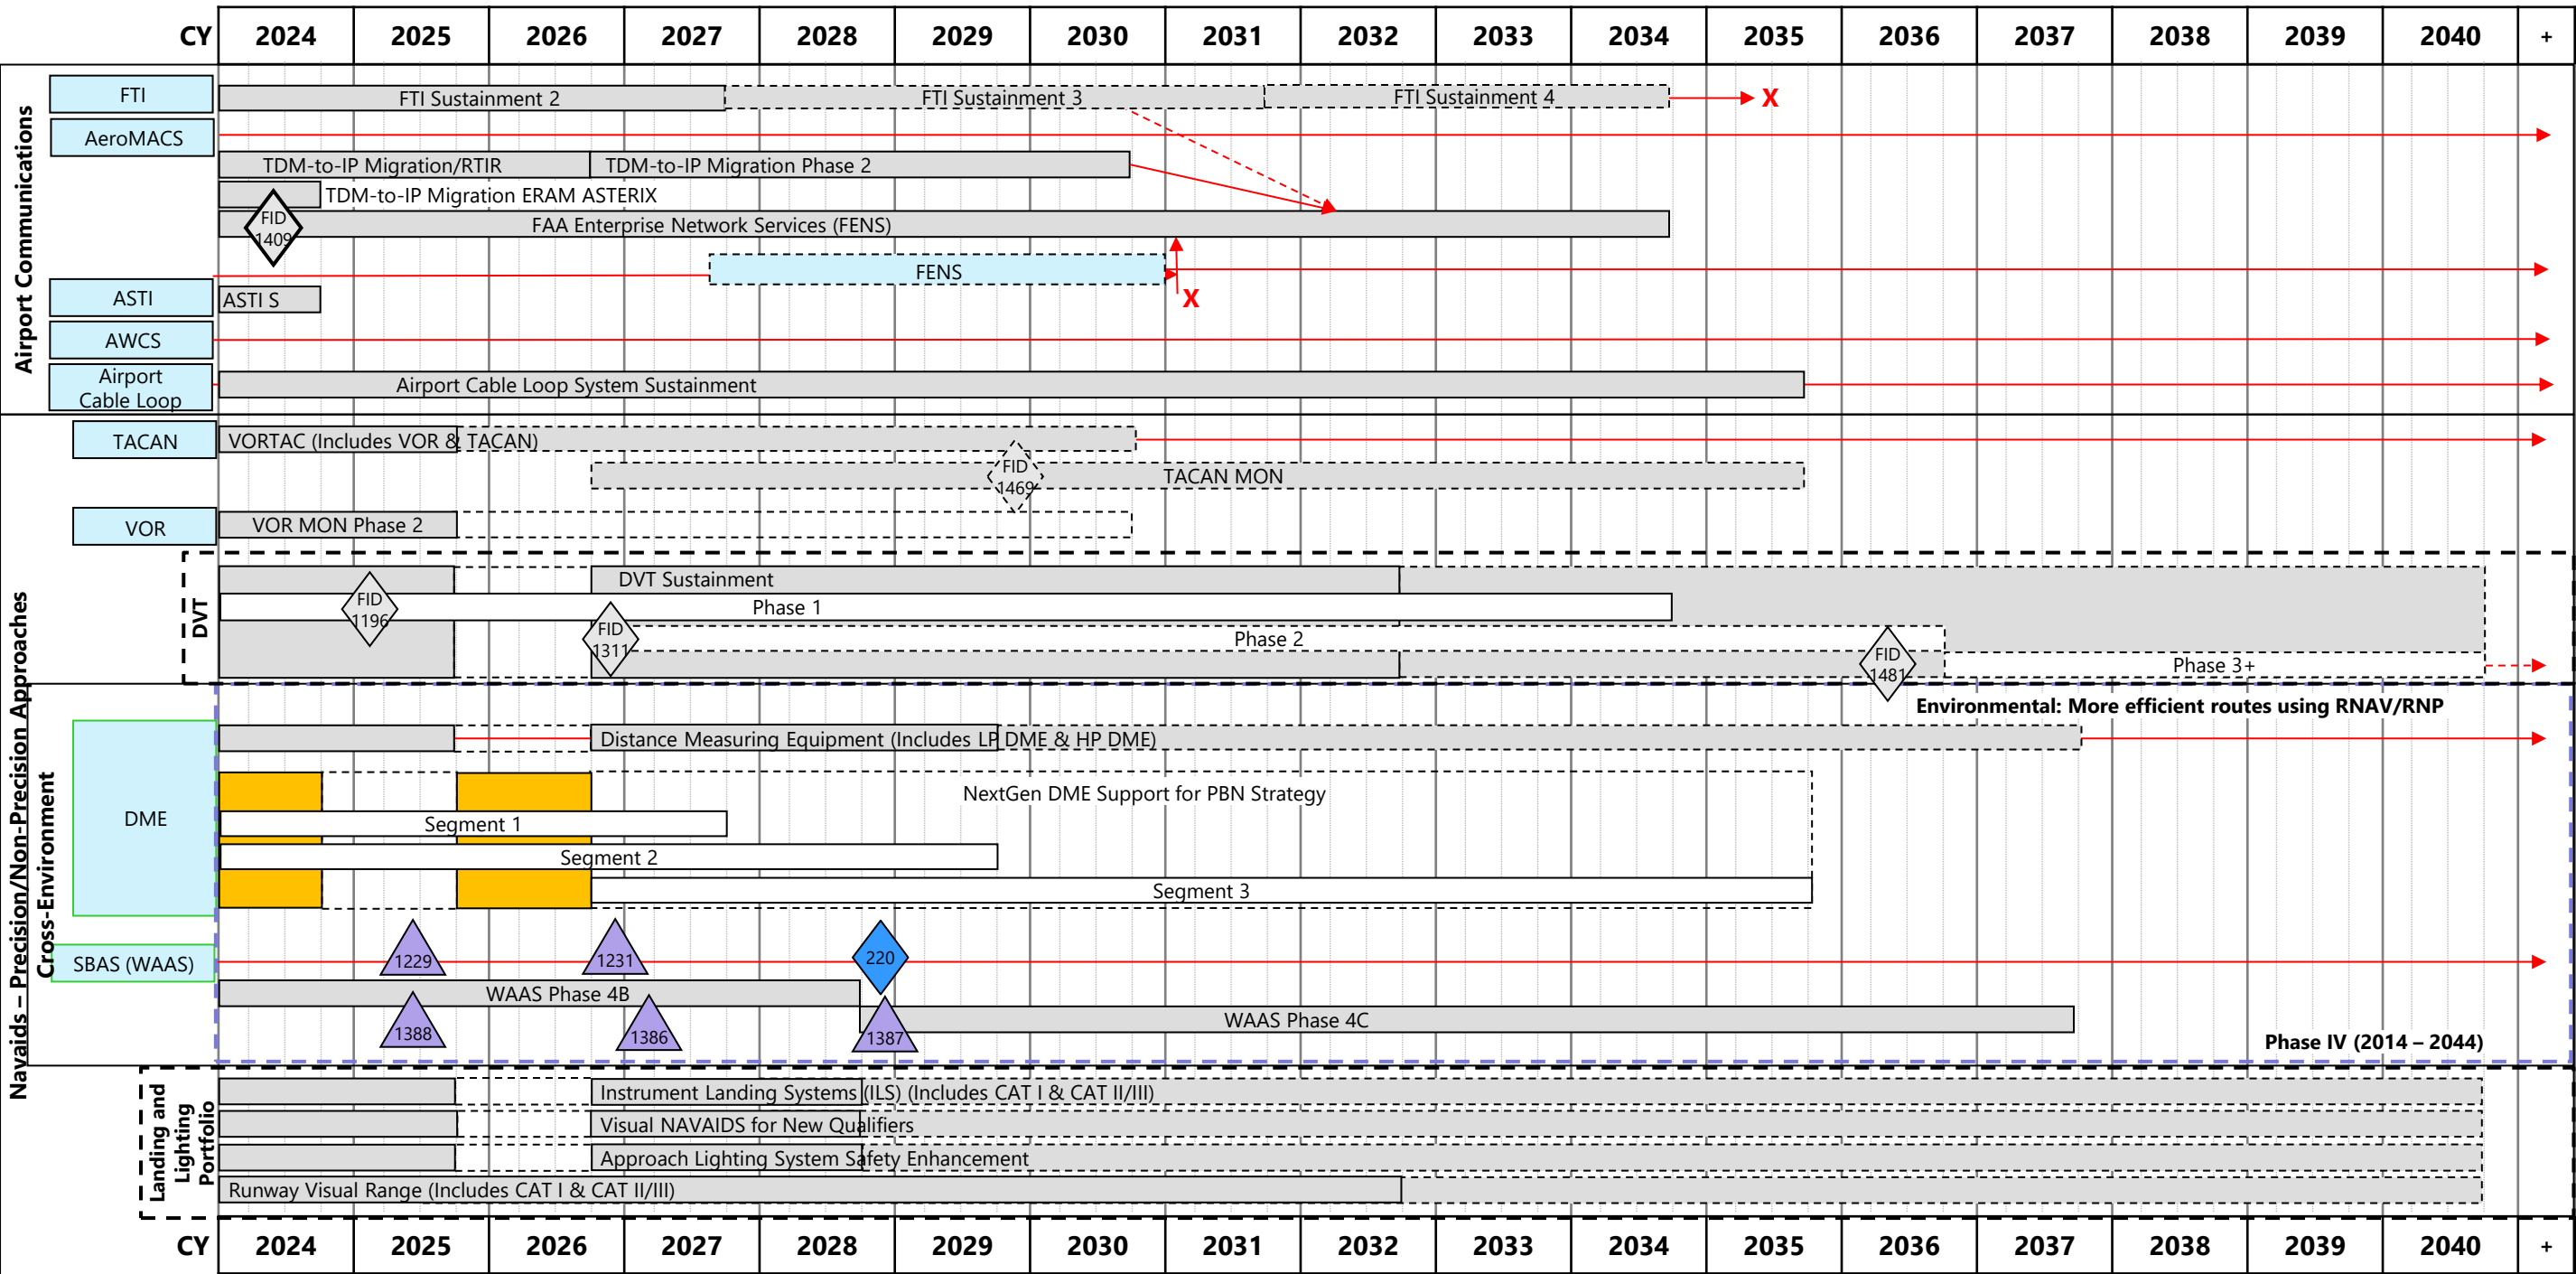 CY 2024 2025 2026 2027 2028 2029 2030 2031 2032 2033 2034 2035 2036 2037 2038 2039 2040 +
Airport Communications
FTI
FTI Sustainment 2
FTI Sustainment 3
FTI Sustainment 4
X
AeroMACS
TDM-to-IP Migration/RTIR
TDM-to-IP Migration Phase 2
TDM-to-IP Migration ERAM ASTERIX
FID
1409
FAA Enterprise Network Services (FENS)
FENS
X
ASTI
ASTI S
AWCS
Airport
Cable Loop
Airport Cable Loop System Sustainment
Navaids – Precision/Non-Precision Approaches
TACAN
VORTAC (Includes VOR & TACAN)
FID
1469
TACAN MON
VOR
VOR MON Phase 2
DVT
DVT Sustainment
FID
1196
Phase 1
FID
1311
Phase 2
FID
1481
Phase 3+
Cross-Environment
Environmental: More efficient routes using RNAV/RNP
DME
Distance Measuring Equipment (Includes LP DME & HP DME)
NextGen DME Support for PBN Strategy
Segment 1
Segment 2
Segment 3
SBAS (WAAS)
1229
1231
220
WAAS Phase 4B
1388
1386
1387
WAAS Phase 4C
Phase IV (2014 – 2044)
Landing and
Lighting
Portfolio
Instrument Landing Systems (ILS) (Includes CAT I & CAT II/III)
Visual NAVAIDS for New Qualifiers
Approach Lighting System Safety Enhancement
Runway Visual Range (Includes CAT I & CAT II/III)
CY 2024 2025 2026 2027 2028 2029 2030 2031 2032 2033 2034 2035 2036 2037 2038 2039 2040 +